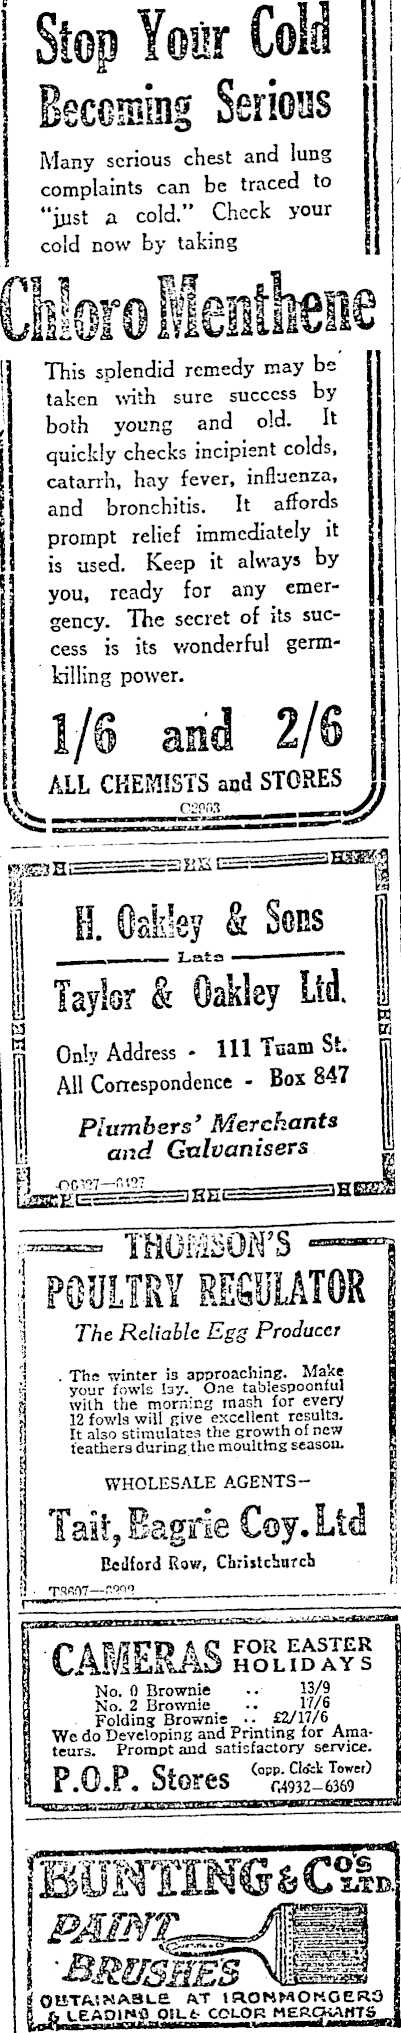 Stop Your Cold
Becoming Serious
Many serious chest and lung
complaints can be traced to
"just a cold." Check your
cold now by taking
Chloro Menthene
This splendid remedy may be
taken with sure success by
both young and old. It
quickly checks incipient colds,
catarrh, hay fever, influenza,
and bronchitis. It affords
prompt relief immediately it
is used. Keep it always by
you, ready for any emer-
gency. The secret of its suc-
cess is its wonderful germ-
killing power.
1/6 and 2/6
ALL CHEMISTS and STORES
H. Oakley & Sons
Late
Taylor & Oakley Ltd.
Only Address - 111 Tuam St.
All Correspondence - Box 847
Plumbers' Merchants
and Galvanisers
THOMSON'S
POULTRY REGULATOR
The Reliable Egg Producer
The winter is approaching. Make
your fowls lay. One tablespoonful
with the morning mash for every
12 fowls will give excellent results.
It also stimulates the growth of new
feathers during the moulting season.
WHOLESALE AGENTS—
Tait, Bagrie Coy. Ltd
Bedford Row, Christchurch
CAMERAS FOR EASTER
HOLIDAYS
No. 0 Brownie .. 13/9
No. 2 Brownie .. 17/6
Folding Brownie .. £2/17/6
We do Developing and Printing for Ama-
teurs. Prompt and satisfactory service.
P.O.P. Stores (opp. Clock Tower)
G4932—6369
BUNTING & CO'S LTD.
PAINT
BRUSHES
OBTAINABLE AT IRONMONGERS
& LEADING OIL & COLOR MERCHANTS